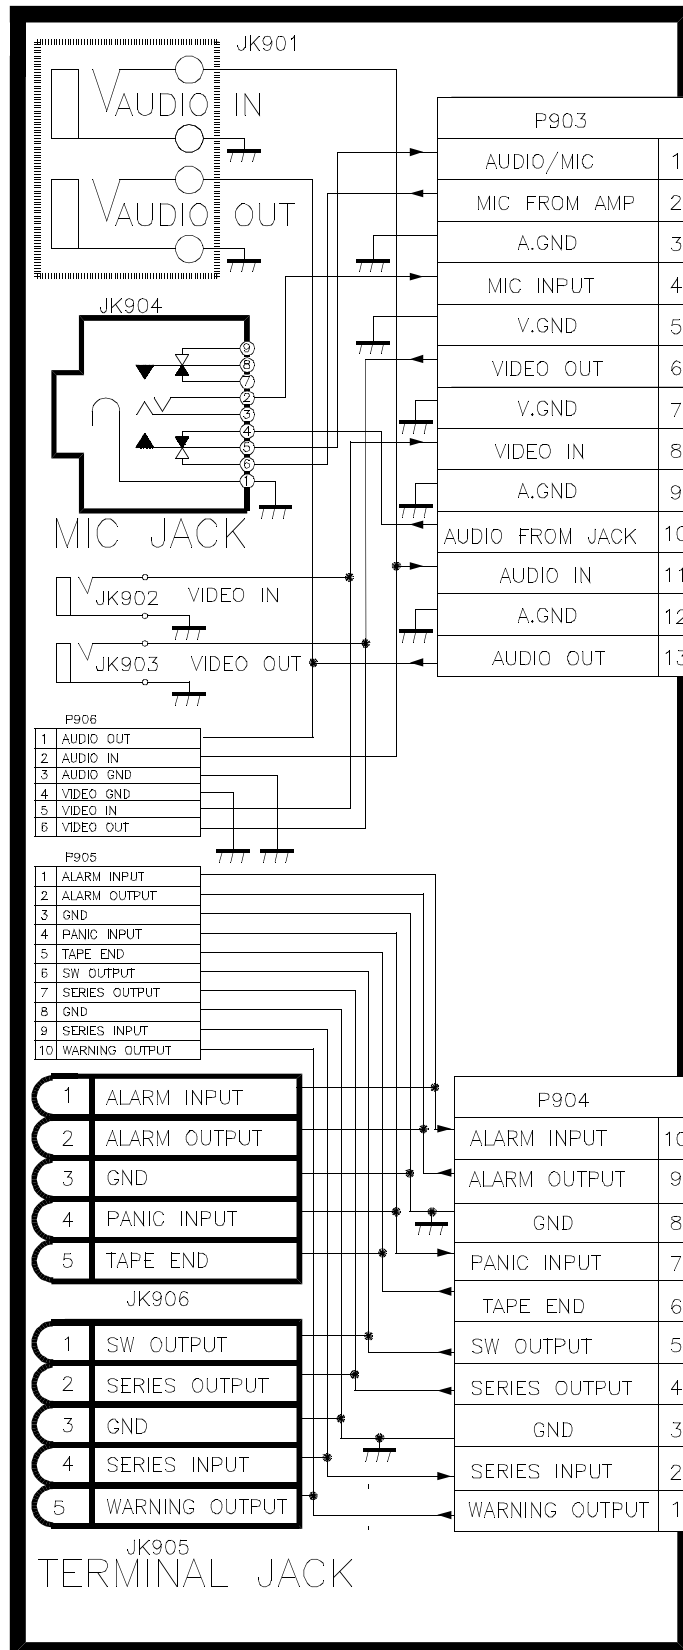 JK901
AUDIO IN
AUDIO OUT
P903
AUDIO/MIC 1
MIC FROM AMP 2
A.GND 3
MIC INPUT 4
V.GND 5
VIDEO OUT 6
V.GND 7
VIDEO IN 8
A.GND 9
AUDIO FROM JACK 10
AUDIO IN 11
A.GND 12
AUDIO OUT 13
JK904
9
8
7
2
3
4
5
6
1
MIC JACK
JK902 VIDEO IN
JK903 VIDEO OUT
P906
1 AUDIO OUT
2 AUDIO IN
3 AUDIO GND
4 VIDEO GND
5 VIDEO IN
6 VIDEO OUT
P905
1 ALARM INPUT
2 ALARM OUTPUT
3 GND
4 PANIC INPUT
5 TAPE END
6 SW OUTPUT
7 SERIES OUTPUT
8 GND
9 SERIES INPUT
10 WARNING OUTPUT
1 ALARM INPUT
2 ALARM OUTPUT
3 GND
4 PANIC INPUT
5 TAPE END
JK906
1 SW OUTPUT
2 SERIES OUTPUT
3 GND
4 SERIES INPUT
5 WARNING OUTPUT
JK905
TERMINAL JACK
P904
ALARM INPUT 10
ALARM OUTPUT 9
GND 8
PANIC INPUT 7
TAPE END 6
SW OUTPUT 5
SERIES OUTPUT 4
GND 3
SERIES INPUT 2
WARNING OUTPUT 1